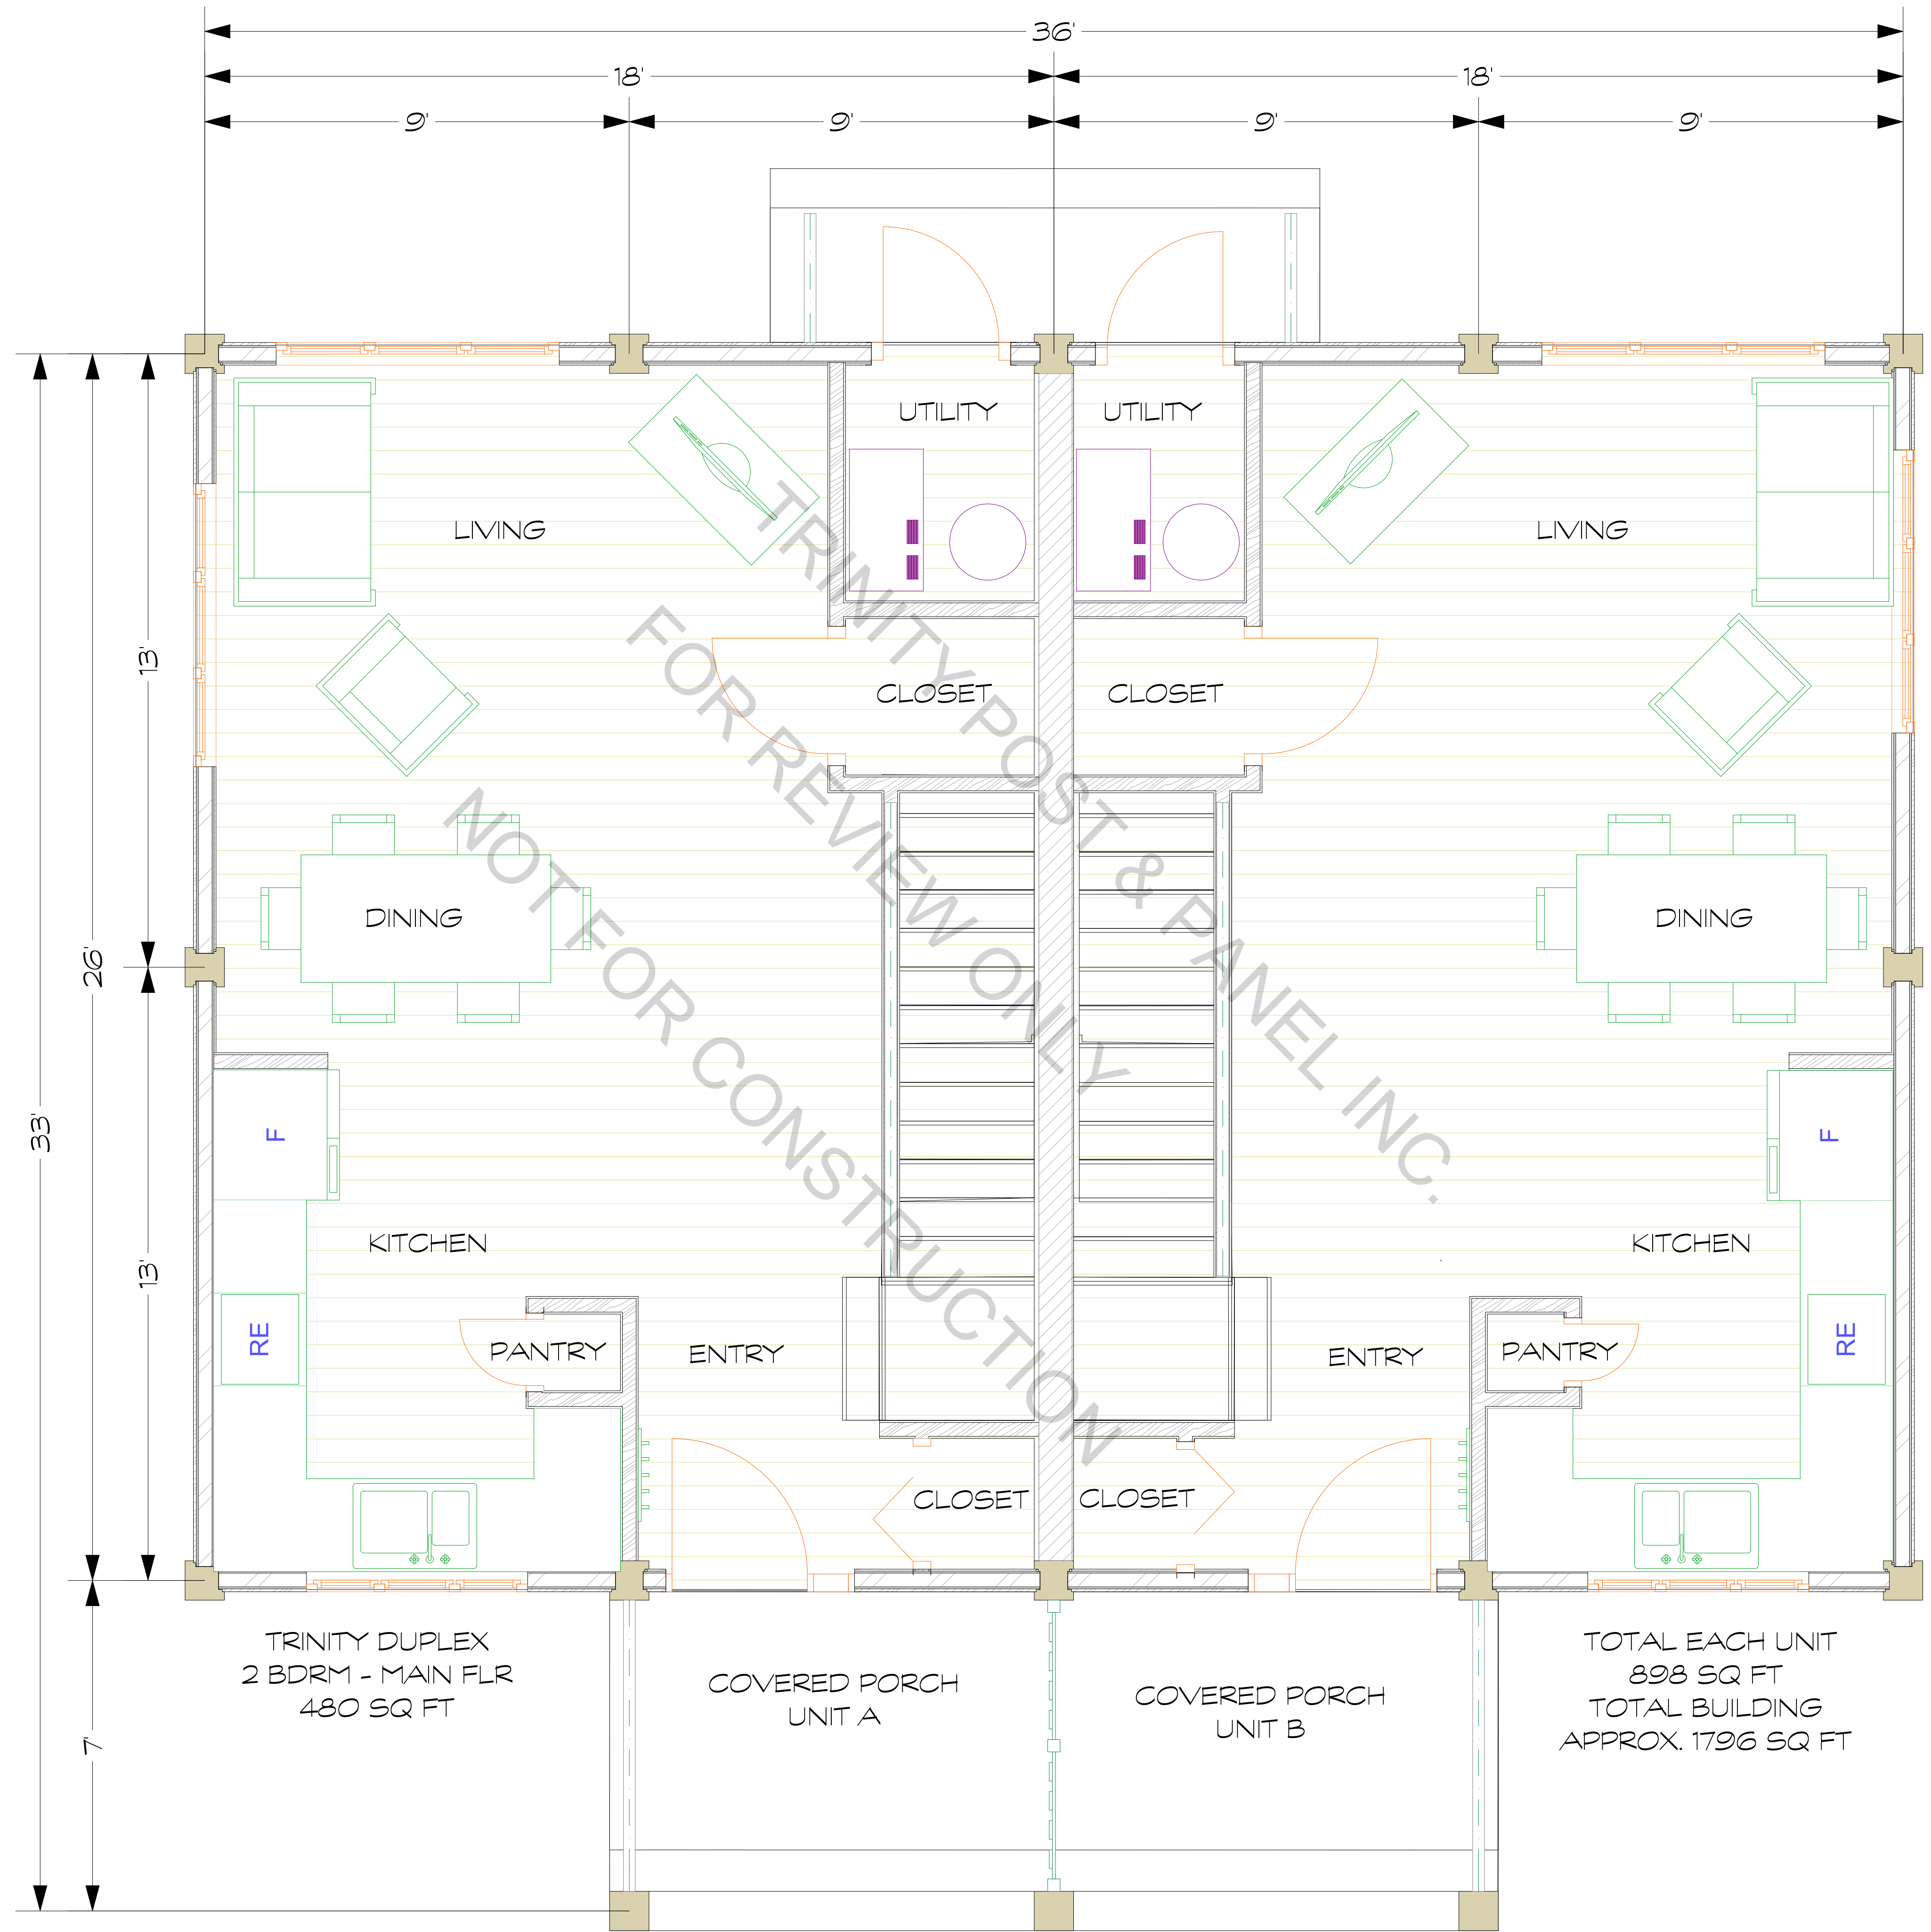 36'
18'
18'
9'
9'
9'
9'
UTILITY
UTILITY
LIVING
LIVING
13'
CLOSET
CLOSET
26'
33'
DINING
DINING
F
F
KITCHEN
KITCHEN
13'
RE
RE
PANTRY
ENTRY
ENTRY
PANTRY
CLOSET
CLOSET
TRINITY POST & PANEL INC.
FOR REVIEW ONLY
NOT FOR CONSTRUCTION
TRINITY DUPLEX
2 BDRM - MAIN FLR
480 SQ FT
COVERED PORCH
UNIT A
COVERED PORCH
UNIT B
TOTAL EACH UNIT
898 SQ FT
TOTAL BUILDING
APPROX. 1796 SQ FT
7'